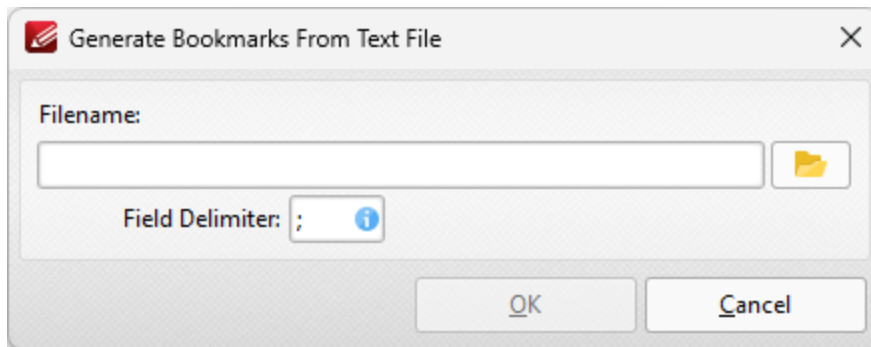 Generate Bookmarks From Text File
Filename:
Field Delimiter: ;
OK
Cancel